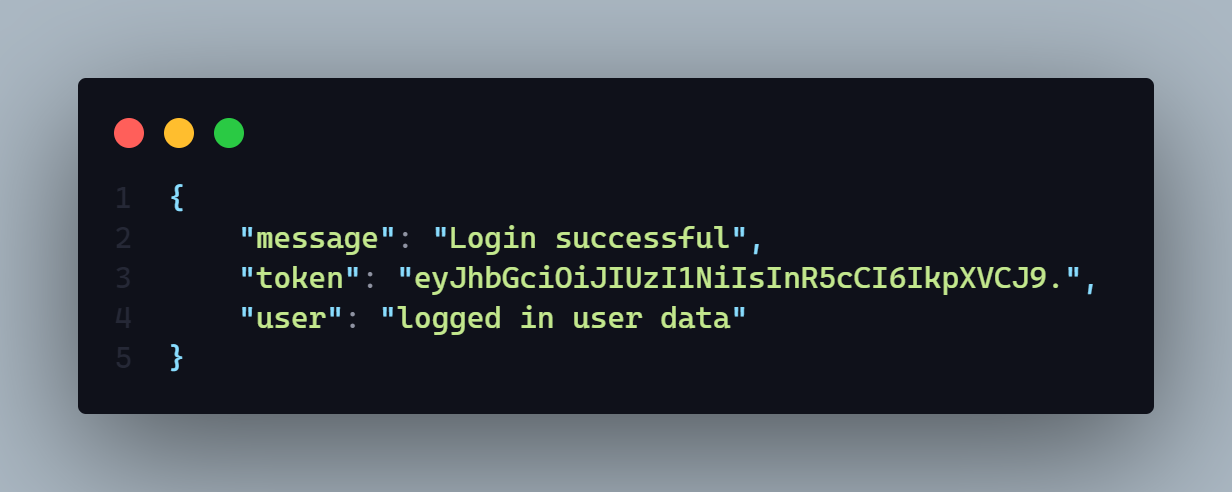 1 {
2 "message": "Login successful",
3 "token": "eyJhbGciOiJIUzI1NiIsInR5cCI6IkpXVCJ9.",
4 "user": "logged in user data"
5 }